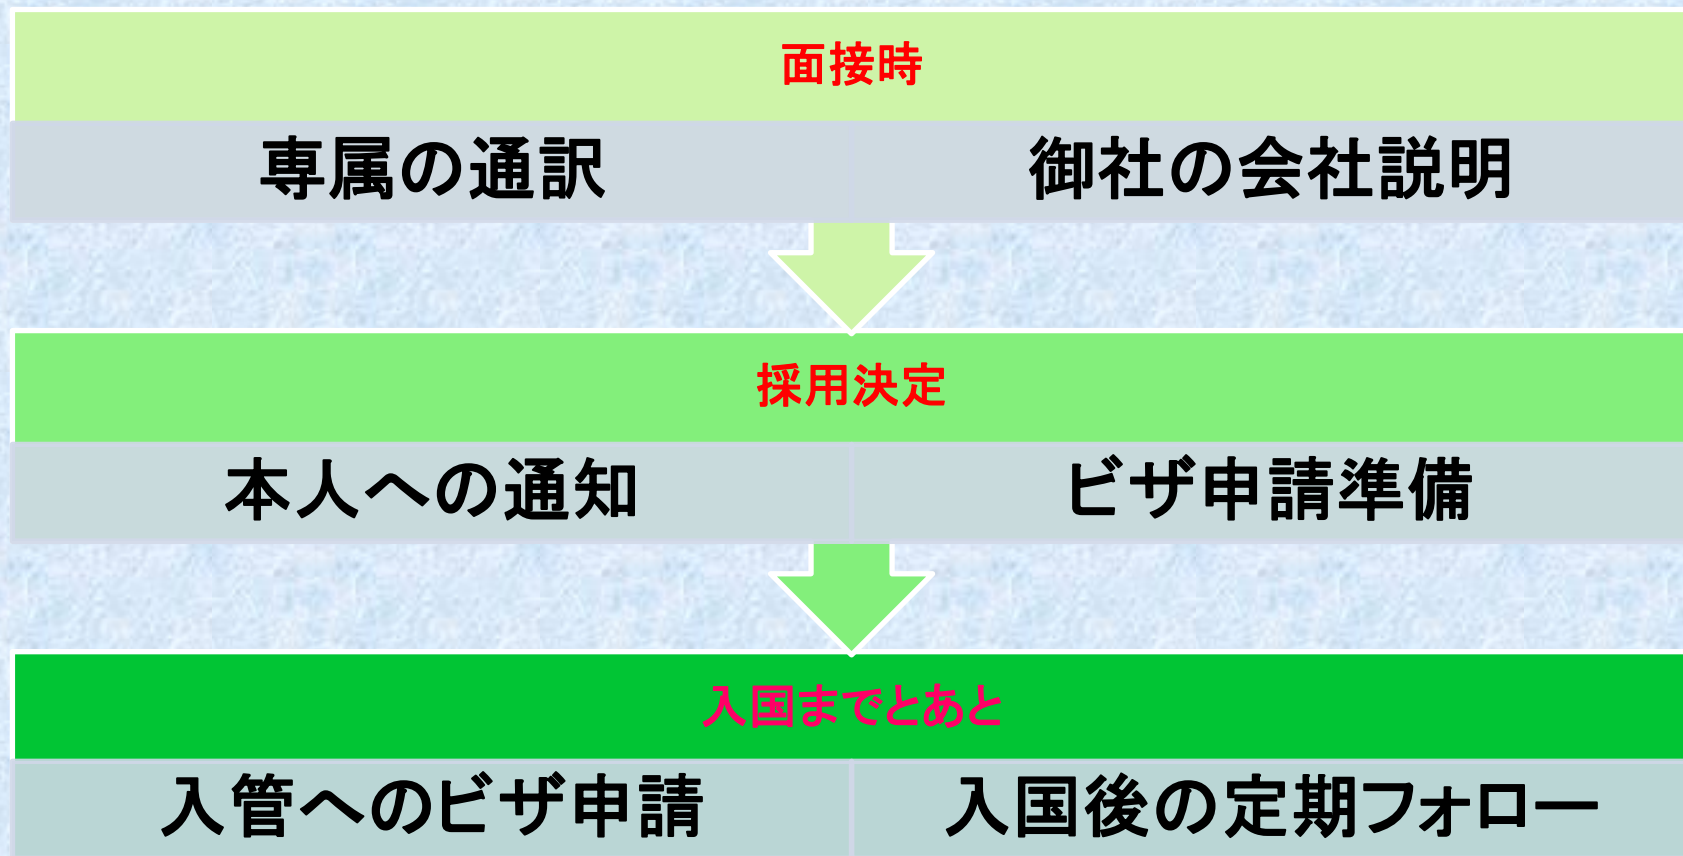 面接時
専属の通訳
御社の会社説明
採用決定
本人への通知
ビザ申請準備
入国までとあと
入管へのビザ申請
入国後の定期フォロー